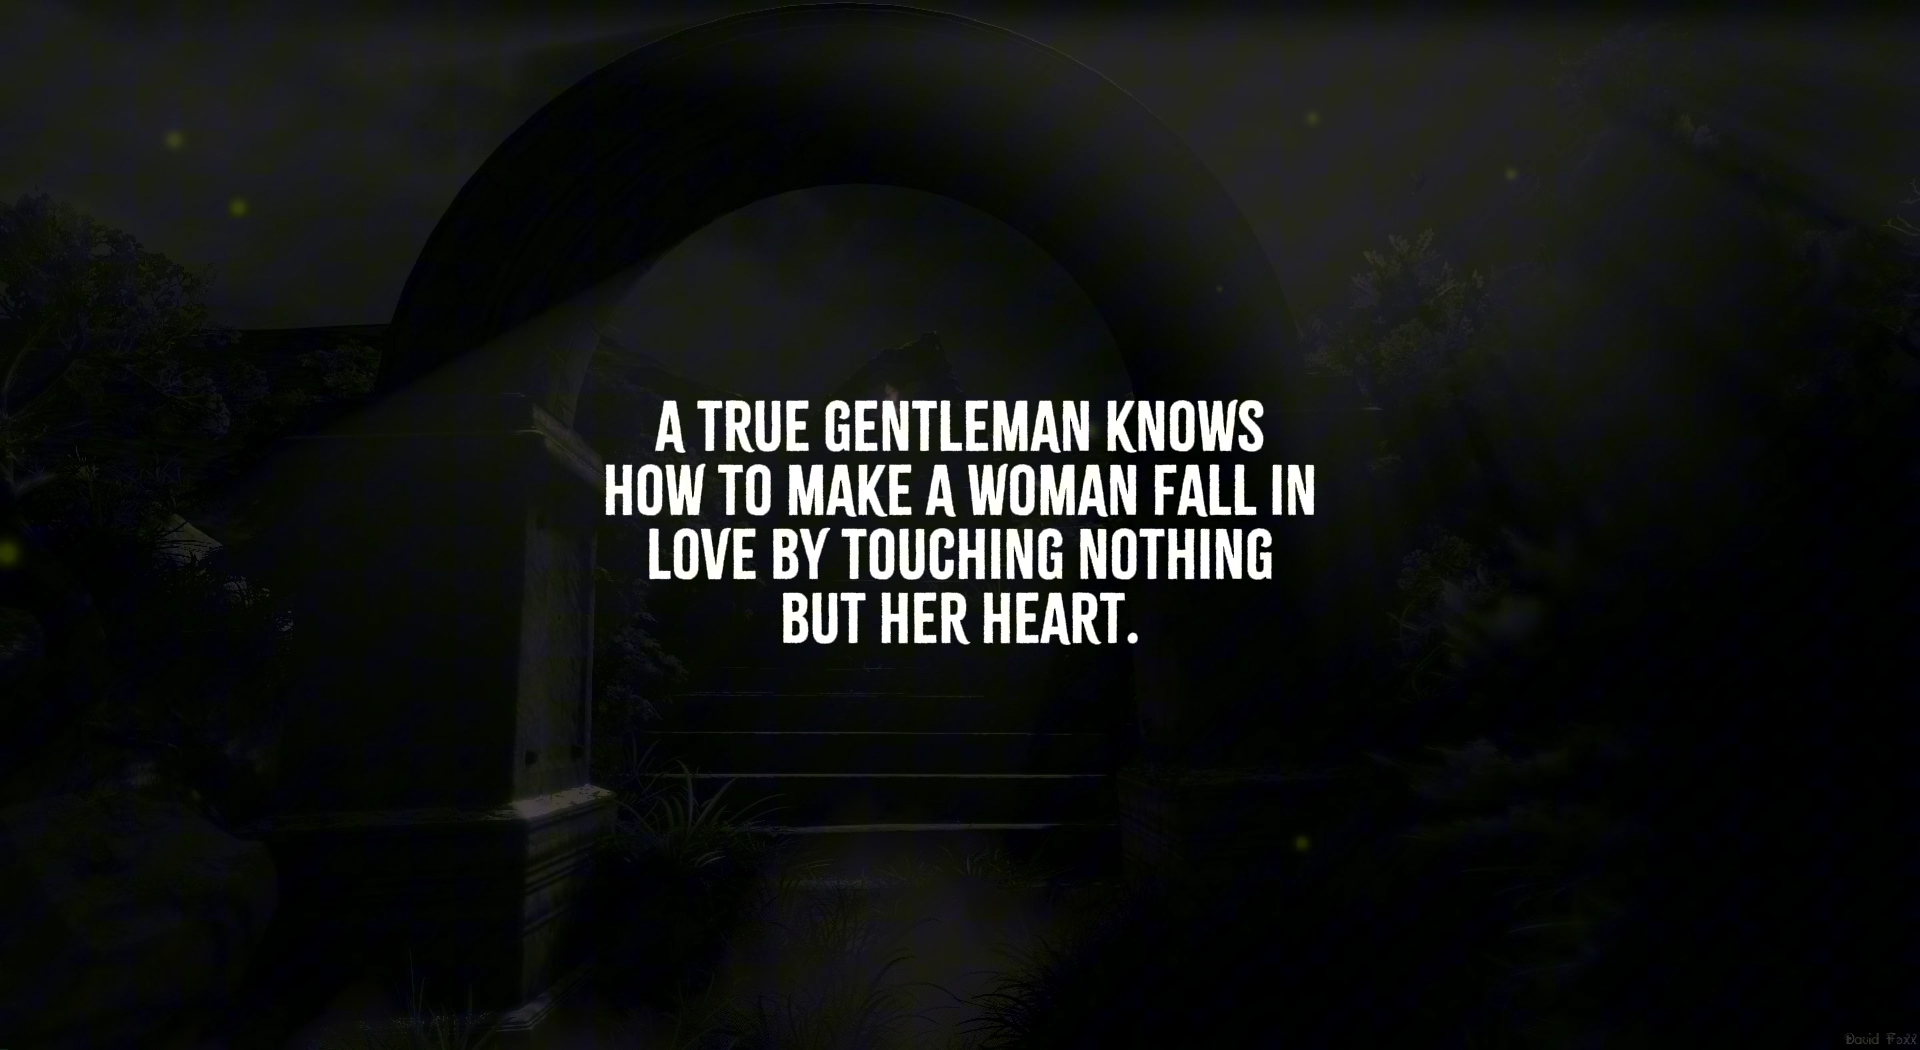 A TRUE GENTLEMAN KNOWS
HOW TO MAKE A WOMAN FALL IN
LOVE BY TOUCHING NOTHING
BUT HER HEART.
David Foxx